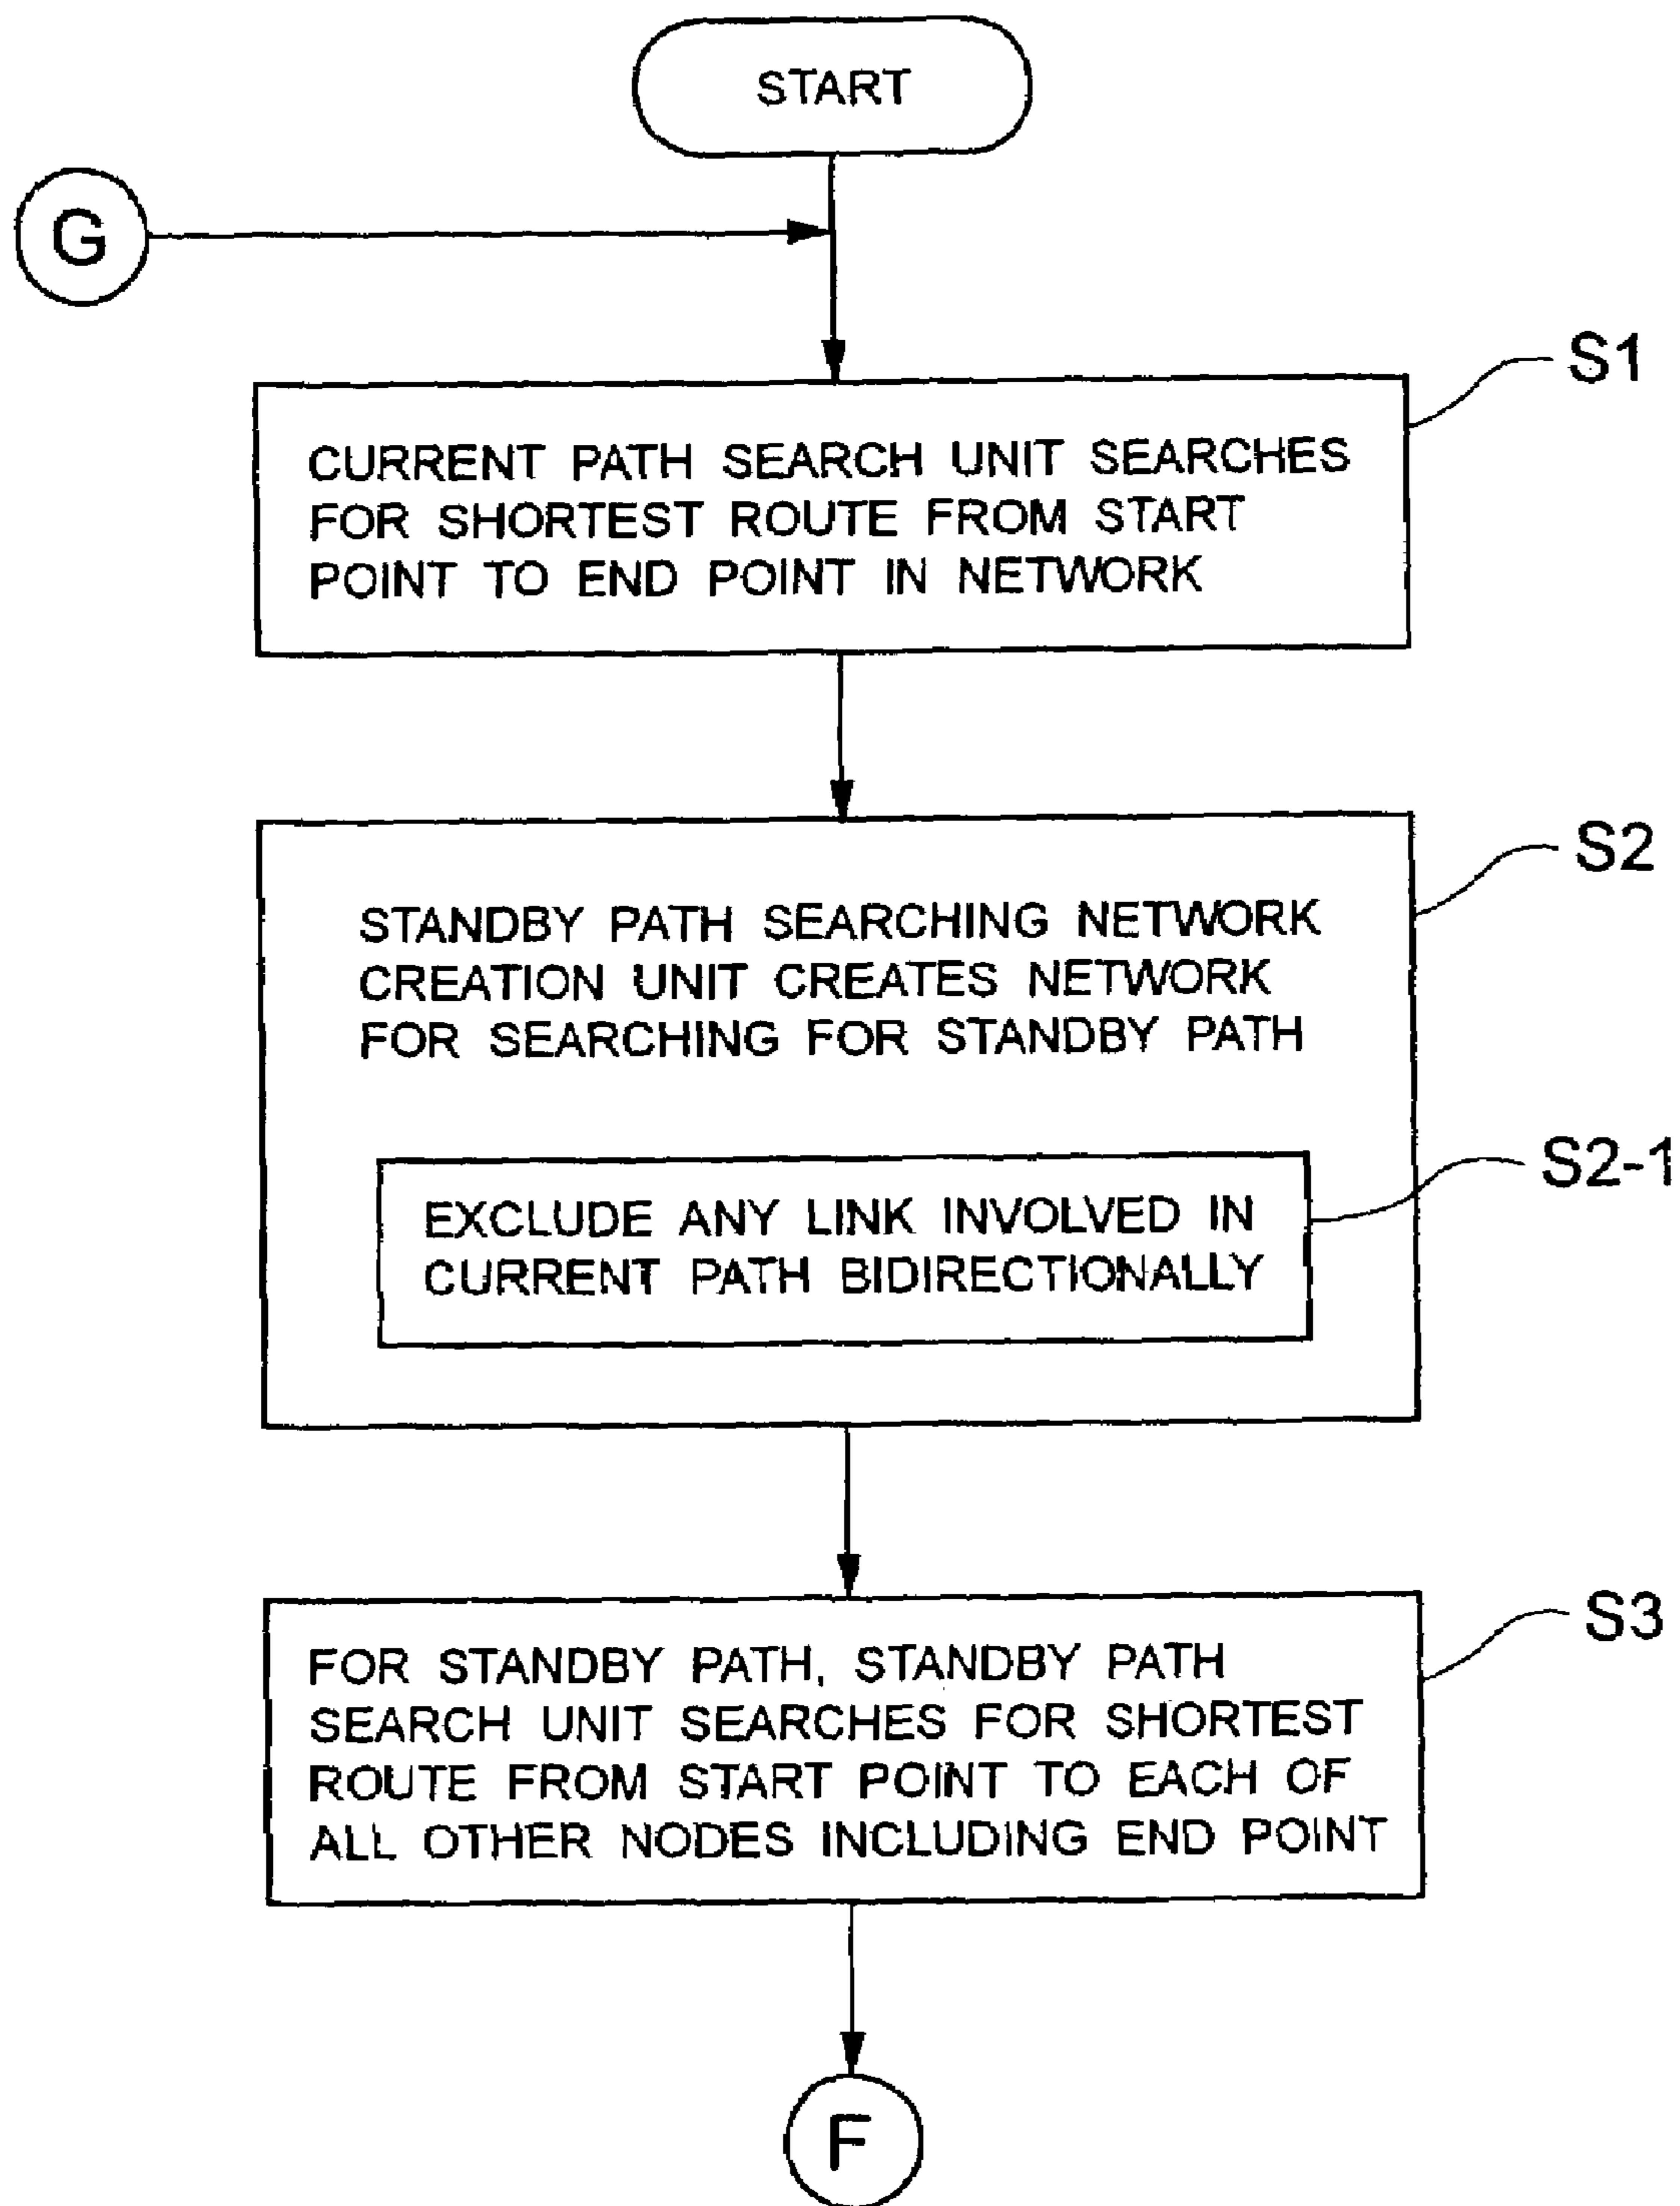 START
G
S1
CURRENT PATH SEARCH UNIT SEARCHES
FOR SHORTEST ROUTE FROM START
POINT TO END POINT IN NETWORK
S2
STANDBY PATH SEARCHING NETWORK
CREATION UNIT CREATES NETWORK
FOR SEARCHING FOR STANDBY PATH
S2-1
EXCLUDE ANY LINK INVOLVED IN
CURRENT PATH BIDIRECTIONALLY
S3
FOR STANDBY PATH, STANDBY PATH
SEARCH UNIT SEARCHES FOR SHORTEST
ROUTE FROM START POINT TO EACH OF
ALL OTHER NODES INCLUDING END POINT
F